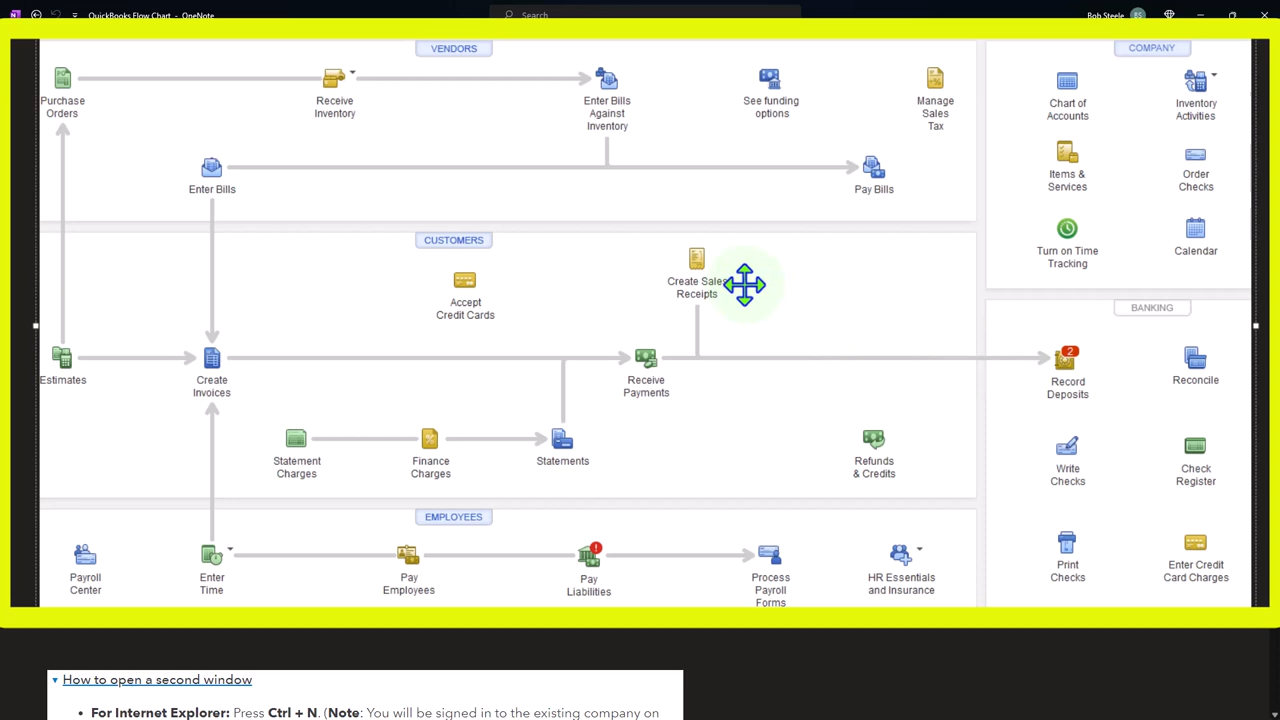 QuickBooks Flow Chart - OneNote
Search
Bob Steele
BS
VENDORS
Purchase
Orders
Receive
Inventory
Enter Bills
Against
Inventory
See funding
options
Manage
Sales
Tax
Enter Bills
Pay Bills
CUSTOMERS
Create Sales
Receipts
Accept
Credit Cards
Estimates
Create
Invoices
Receive
Payments
Statement
Charges
Finance
Charges
Statements
Refunds
& Credits
EMPLOYEES
Payroll
Center
Enter
Time
Pay
Employees
Pay
Liabilities
Process
Payroll
Forms
HR Essentials
and Insurance
COMPANY
Chart of
Accounts
Inventory
Activities
Items &
Services
Order
Checks
Turn on Time
Tracking
Calendar
BANKING
2
Record
Deposits
Reconcile
Write
Checks
Check
Register
Print
Checks
Enter Credit
Card Charges
How to open a second window
• For Internet Explorer: Press Ctrl + N. (Note: You will be signed in to the existing company on